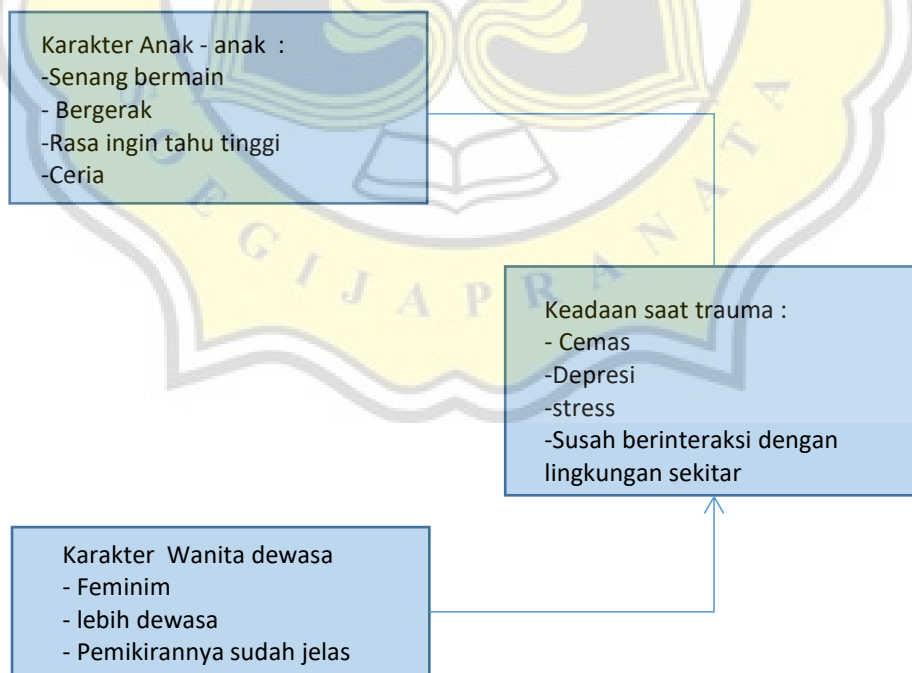 Karakter Anak - anak :
-Senang bermain
- Bergerak
-Rasa ingin tahu tinggi
-Ceria
SOEGIJAPRANATA
Keadaan saat trauma :
- Cemas
-Depresi
-stress
-Susah berinteraksi dengan
lingkungan sekitar
Karakter Wanita dewasa
- Feminim
- lebih dewasa
- Pemikirannya sudah jelas